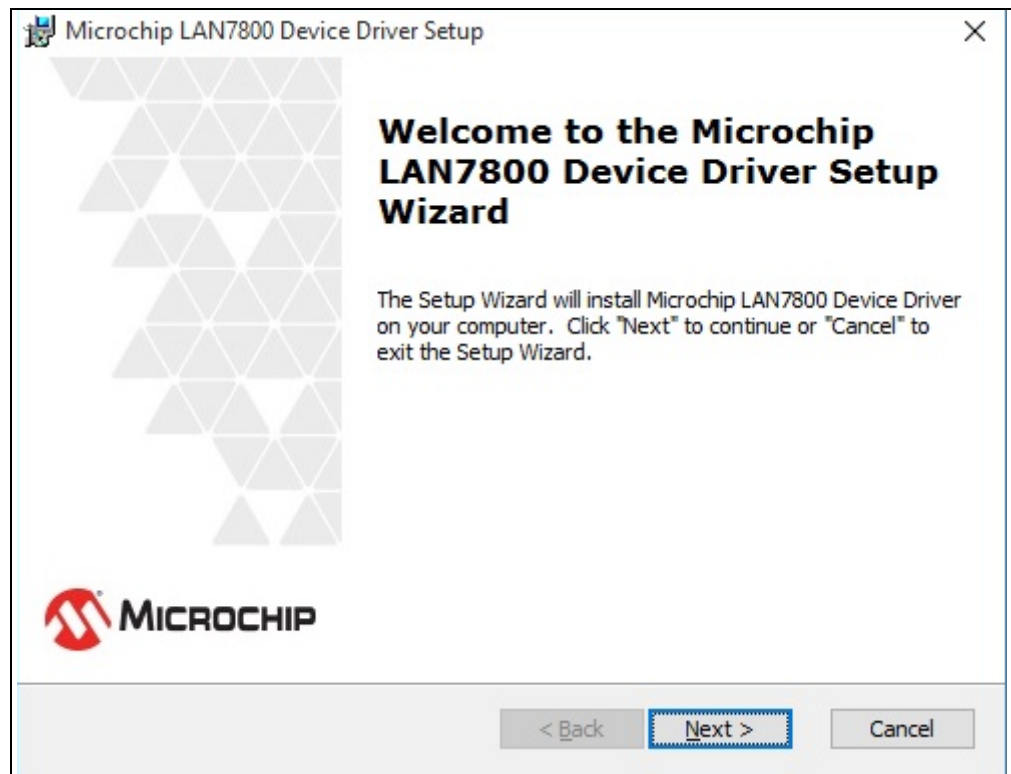 Microchip LAN7800 Device Driver Setup
Welcome to the Microchip
LAN7800 Device Driver Setup
Wizard
The Setup Wizard will install Microchip LAN7800 Device Driver
on your computer. Click "Next" to continue or "Cancel" to
exit the Setup Wizard.
MICROCHIP
< Back
Next >
Cancel